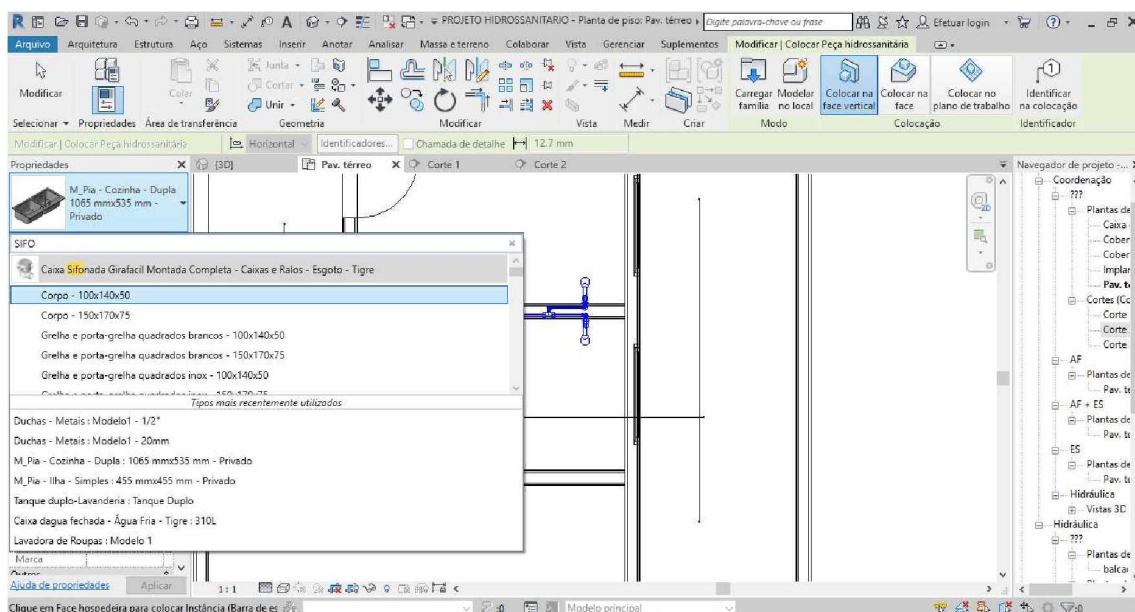 PROJETO HIDROSSANITARIO - Planta de piso: Pav. térreo
Digite palavra-chave ou frase
Efetuar login
Arquivo Arquitetura Estrutura Aço Sistemas Inserir Anotar Analisar Massa e terreno Colaborar Vista Gerenciar Suplementos Modificar | Colocar Peça hidrossanitária
Modificar
Colar
Junta
Cortar
Unir
Carregar família
Modelar no local
Colocar na face vertical
Colocar na face
Colocar no plano de trabalho
Identificar na colocação
Selecionar Propriedades Área de transferência Geometria Modificar Vista Medir Criar Modo Colocação Identificador
Modificar | Colocar Peça hidrossanitária Horizontal Identificadores... Chamada de detalhe 12.7 mm
Propriedades
{3D} Pav. térreo Corte 1 Corte 2
Navegador de projeto -...
M_Pia - Cozinha - Dupla
1065 mmx535 mm -
Privado
SIFO
Caixa Sifonada Girafacil Montada Completa - Caixas e Ralos - Esgoto - Tigre
Corpo - 100x140x50
Corpo - 150x170x75
Grelha e porta-grelha quadrados brancos - 100x140x50
Grelha e porta-grelha quadrados brancos - 150x170x75
Grelha e porta-grelha quadrados inox - 100x140x50
Tipos mais recentemente utilizados
Duchas - Metais : Modelo1 - 1/2"
Duchas - Metais : Modelo1 - 20mm
M_Pia - Cozinha - Dupla : 1065 mmx535 mm - Privado
M_Pia - Ilha - Simples : 455 mmx455 mm - Privado
Tanque duplo-Lavanderia : Tanque Duplo
Caixa dagua fechada - Água Fria - Tigre : 310L
Lavadora de Roupas : Modelo 1
Marca
Ajuda de propriedades Aplicar
1:1
Coordenação
???
Plantas de
Caixa
Cober
Cober
Implar
Pav. t
Cortes (Co
Corte
Corte
Corte
AF
Plantas de
Pav. te
AF + ES
Plantas de
Pav. te
ES
Plantas de
Pav. te
Hidráulica
Vistas 3D
Hidráulica
???
Plantas de
balca
Clique em Face hospedeira para colocar Instância (Barra de es
:0
Modelo principal
:0